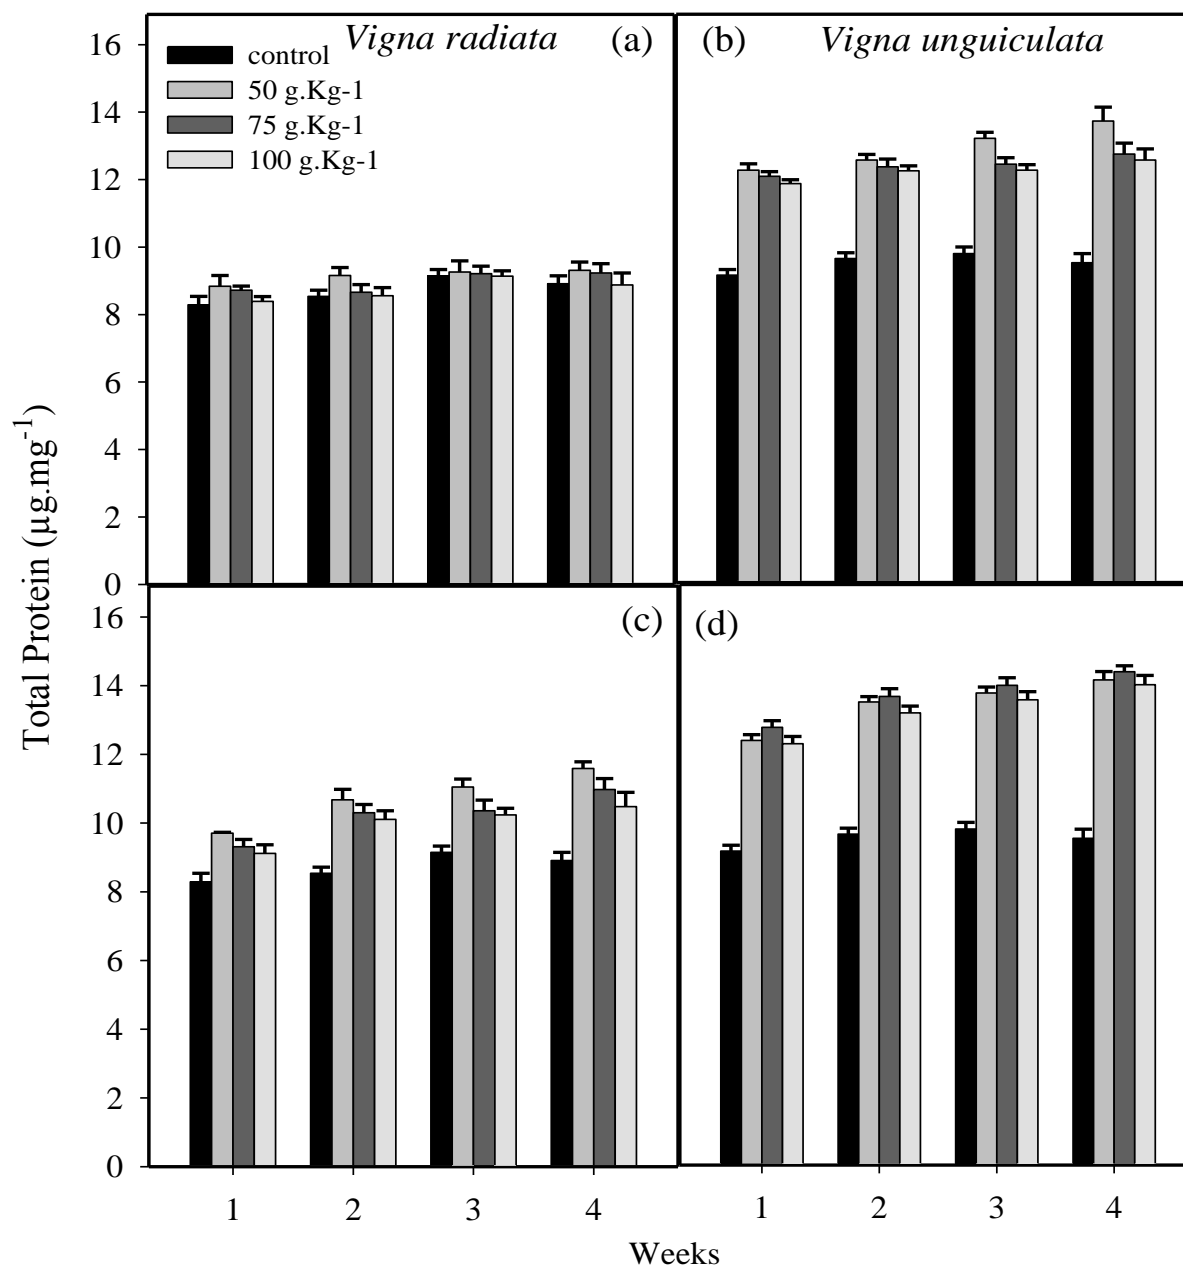 Vigna radiata (a)
control
50 g.Kg-1
75 g.Kg-1
100 g.Kg-1
(b) Vigna unguiculata
16
14
12
10
8
6
4
2
0
Total Protein (µg.mg-1)
(c)
(d)
16
14
12
10
8
6
4
2
0
1 2 3 4
1 2 3 4
Weeks